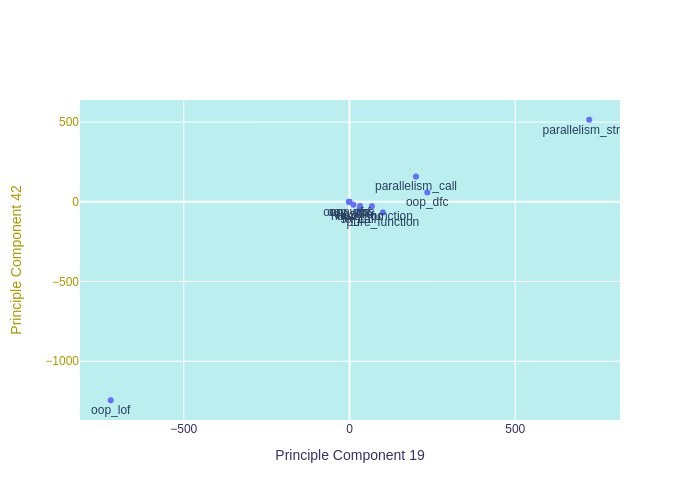 500
parallelism_str
parallelism_call
0
oop_dfc
pure_function
−500
−1000
oop_lof
−500
0
500
Principle Component 19
Principle Component 42